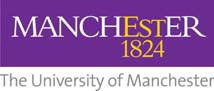 MANCHESTER
1824
The University of Manchester